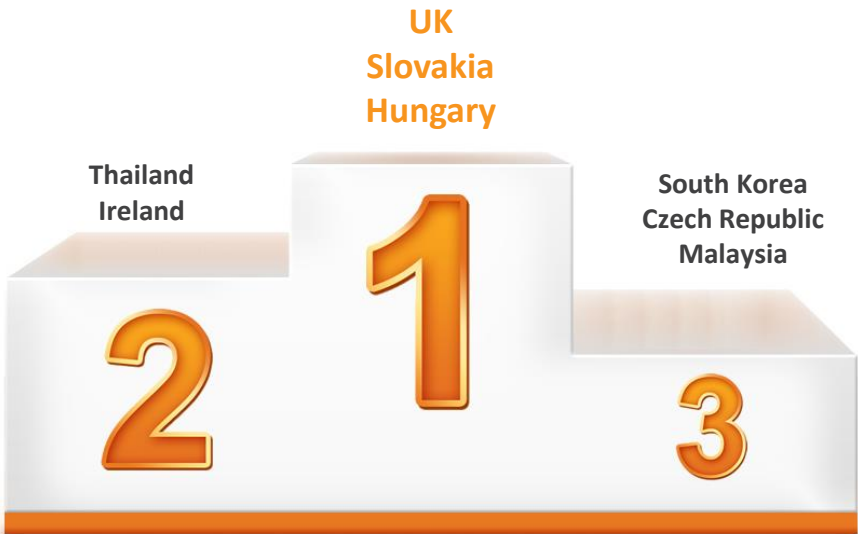 UK
Slovakia
Hungary
Thailand
Ireland
South Korea
Czech Republic
Malaysia
1
2
3